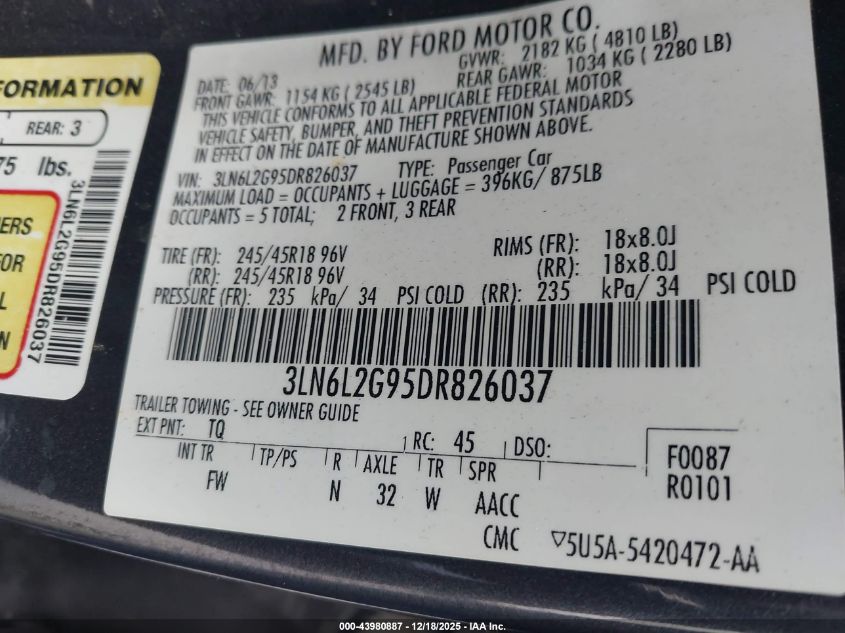 FORMATION
REAR: 3
75 lbs.
ERS
FOR
L
N
3LN6L2G95DR826037
MFD. BY FORD MOTOR CO.
DATE: 06/13 GVWR: 2182 KG ( 4810 LB)
FRONT GAWR: 1154 KG ( 2545 LB) REAR GAWR: 1034 KG ( 2280 LB)
THIS VEHICLE CONFORMS TO ALL APPLICABLE FEDERAL MOTOR
VEHICLE SAFETY, BUMPER, AND THEFT PREVENTION STANDARDS
IN EFFECT ON THE DATE OF MANUFACTURE SHOWN ABOVE.
VIN: 3LN6L2G95DR826037 TYPE: Passenger Car
MAXIMUM LOAD = OCCUPANTS + LUGGAGE = 396KG/ 875LB
OCCUPANTS = 5 TOTAL; 2 FRONT, 3 REAR
TIRE (FR): 245/45R18 96V RIMS (FR): 18x8.0J
(RR): 245/45R18 96V (RR): 18x8.0J
PRESSURE (FR): 235 kPa/ 34 PSI COLD (RR): 235 kPa/ 34 PSI COLD
3LN6L2G95DR826037
TRAILER TOWING - SEE OWNER GUIDE
EXT PNT: TQ RC: 45 DSO: F0087
INT TR TP/PS R AXLE TR SPR R0101
FW N 32 W AACC
CMC ▽5U5A-5420472-AA
000-43980887 - 12/18/2025 - IAA Inc.